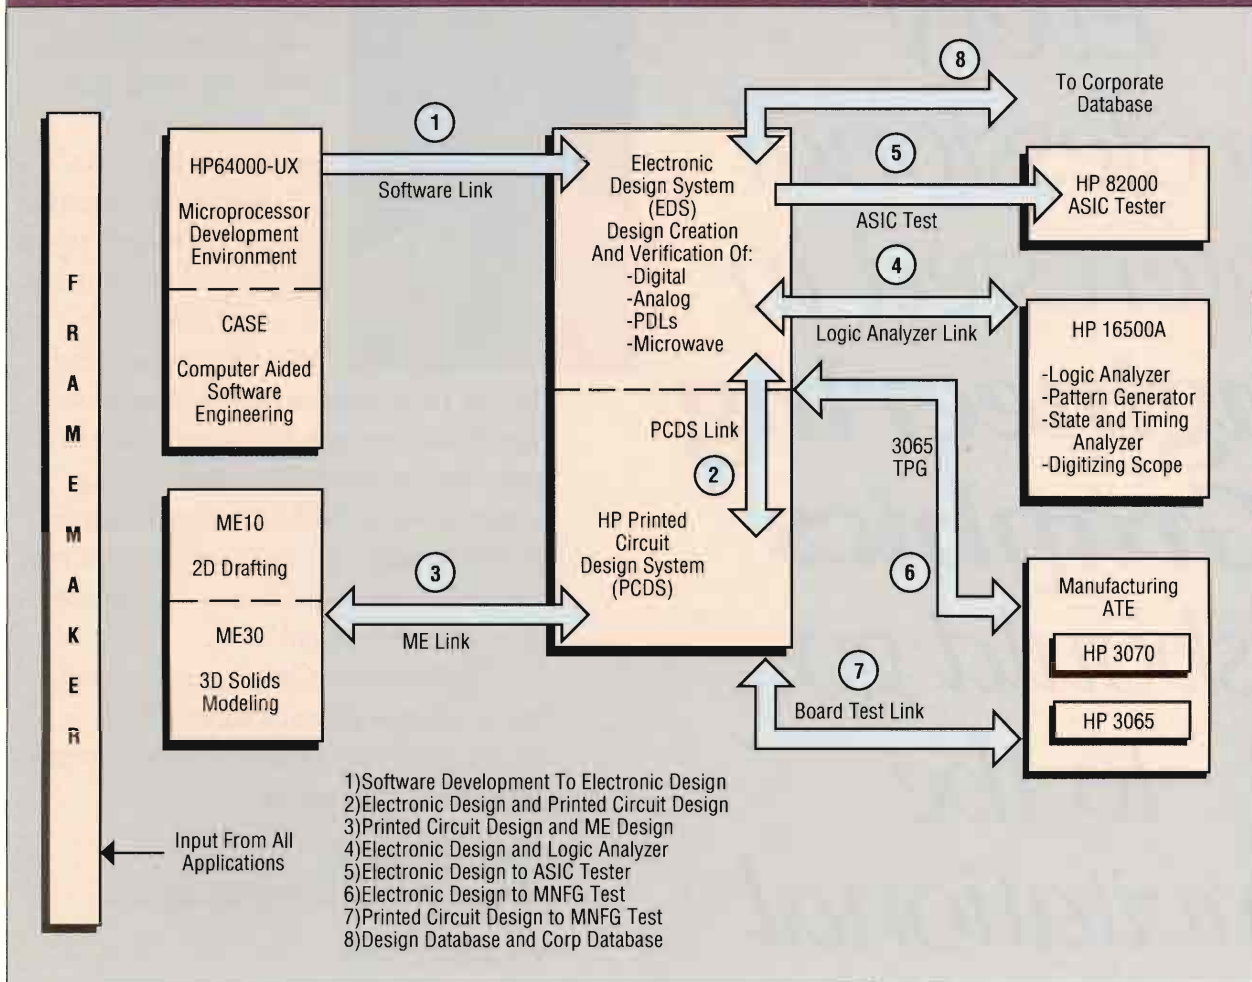 FRAMEMAKER
HP64000-UX
Microprocessor
Development
Environment
CASE
Computer Aided
Software
Engineering
ME10
2D Drafting
ME30
3D Solids
Modeling
Input From All
Applications
1
Software Link
3
ME Link
Electronic
Design System
(EDS)
Design Creation
And Verification Of:
-Digital
-Analog
-PDLs
-Microwave
PCDS Link
2
HP Printed
Circuit
Design System
(PCDS)
8
To Corporate
Database
5
ASIC Test
HP 82000
ASIC Tester
4
Logic Analyzer Link
HP 16500A
-Logic Analyzer
-Pattern Generator
-State and Timing
Analyzer
-Digitizing Scope
3065
TPG
6
Manufacturing
ATE
HP 3070
HP 3065
7
Board Test Link
1)Software Development To Electronic Design
2)Electronic Design and Printed Circuit Design
3)Printed Circuit Design and ME Design
4)Electronic Design and Logic Analyzer
5)Electronic Design to ASIC Tester
6)Electronic Design to MNFG Test
7)Printed Circuit Design to MNFG Test
8)Design Database and Corp Database